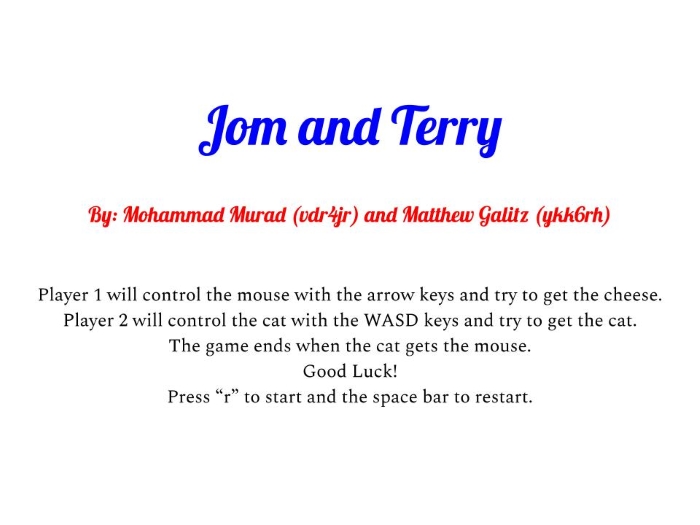 Jom and Terry
By: Mohammad Murad (vdr4jr) and Matthew Galitz (ykk6rh)
Player 1 will control the mouse with the arrow keys and try to get the cheese.
Player 2 will control the cat with the WASD keys and try to get the cat.
The game ends when the cat gets the mouse.
Good Luck!
Press “r” to start and the space bar to restart.